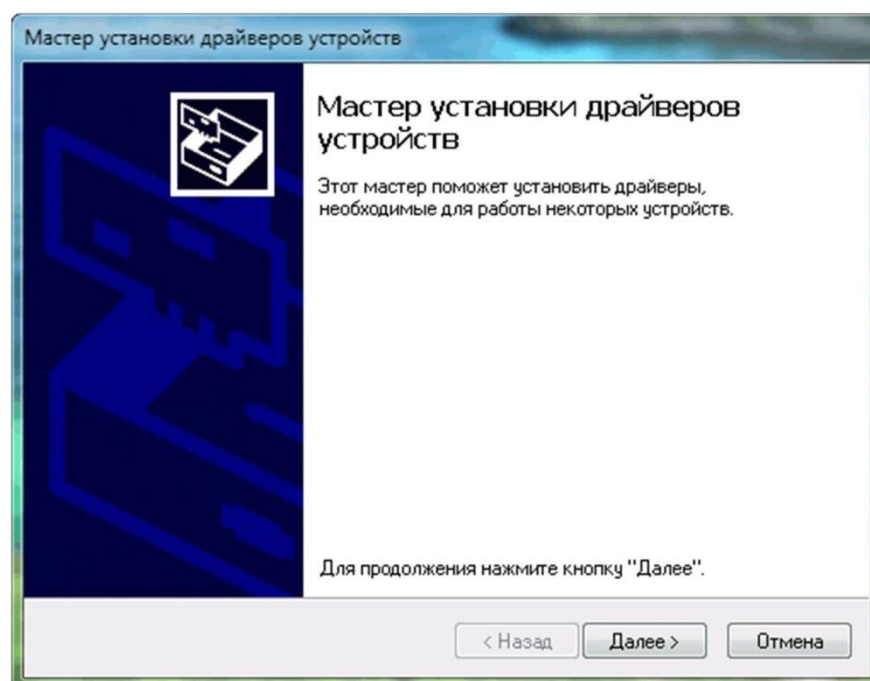 Мастер установки драйверов устройств
Мастер установки драйверов
устройств
Этот мастер поможет установить драйверы,
необходимые для работы некоторых устройств.
Для продолжения нажмите кнопку "Далее".
< Назад
Далее >
Отмена